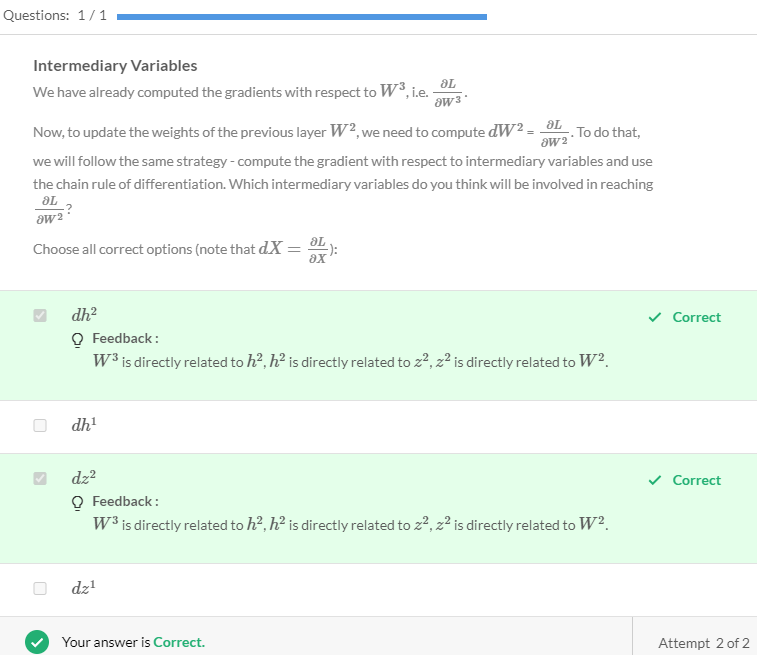 Questions: 1 / 1
Intermediary Variables
We have already computed the gradients with respect to W³, i.e. ∂L/∂W³.
Now, to update the weights of the previous layer W², we need to compute dW² = ∂L/∂W². To do that,
we will follow the same strategy - compute the gradient with respect to intermediary variables and use
the chain rule of differentiation. Which intermediary variables do you think will be involved in reaching
∂L/∂W²?
Choose all correct options (note that dX = ∂L/∂X):
dh² Correct
Feedback :
W³ is directly related to h², h² is directly related to z², z² is directly related to W².
dh¹
dz² Correct
Feedback :
W³ is directly related to h², h² is directly related to z², z² is directly related to W².
dz¹
Your answer is Correct. Attempt 2 of 2